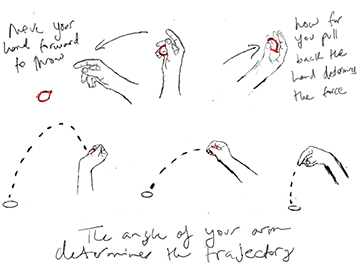 Move your
hand forward
to throw
how far
you pull
back the
hand determins
the force
The angle of your arm
determines the trajectory